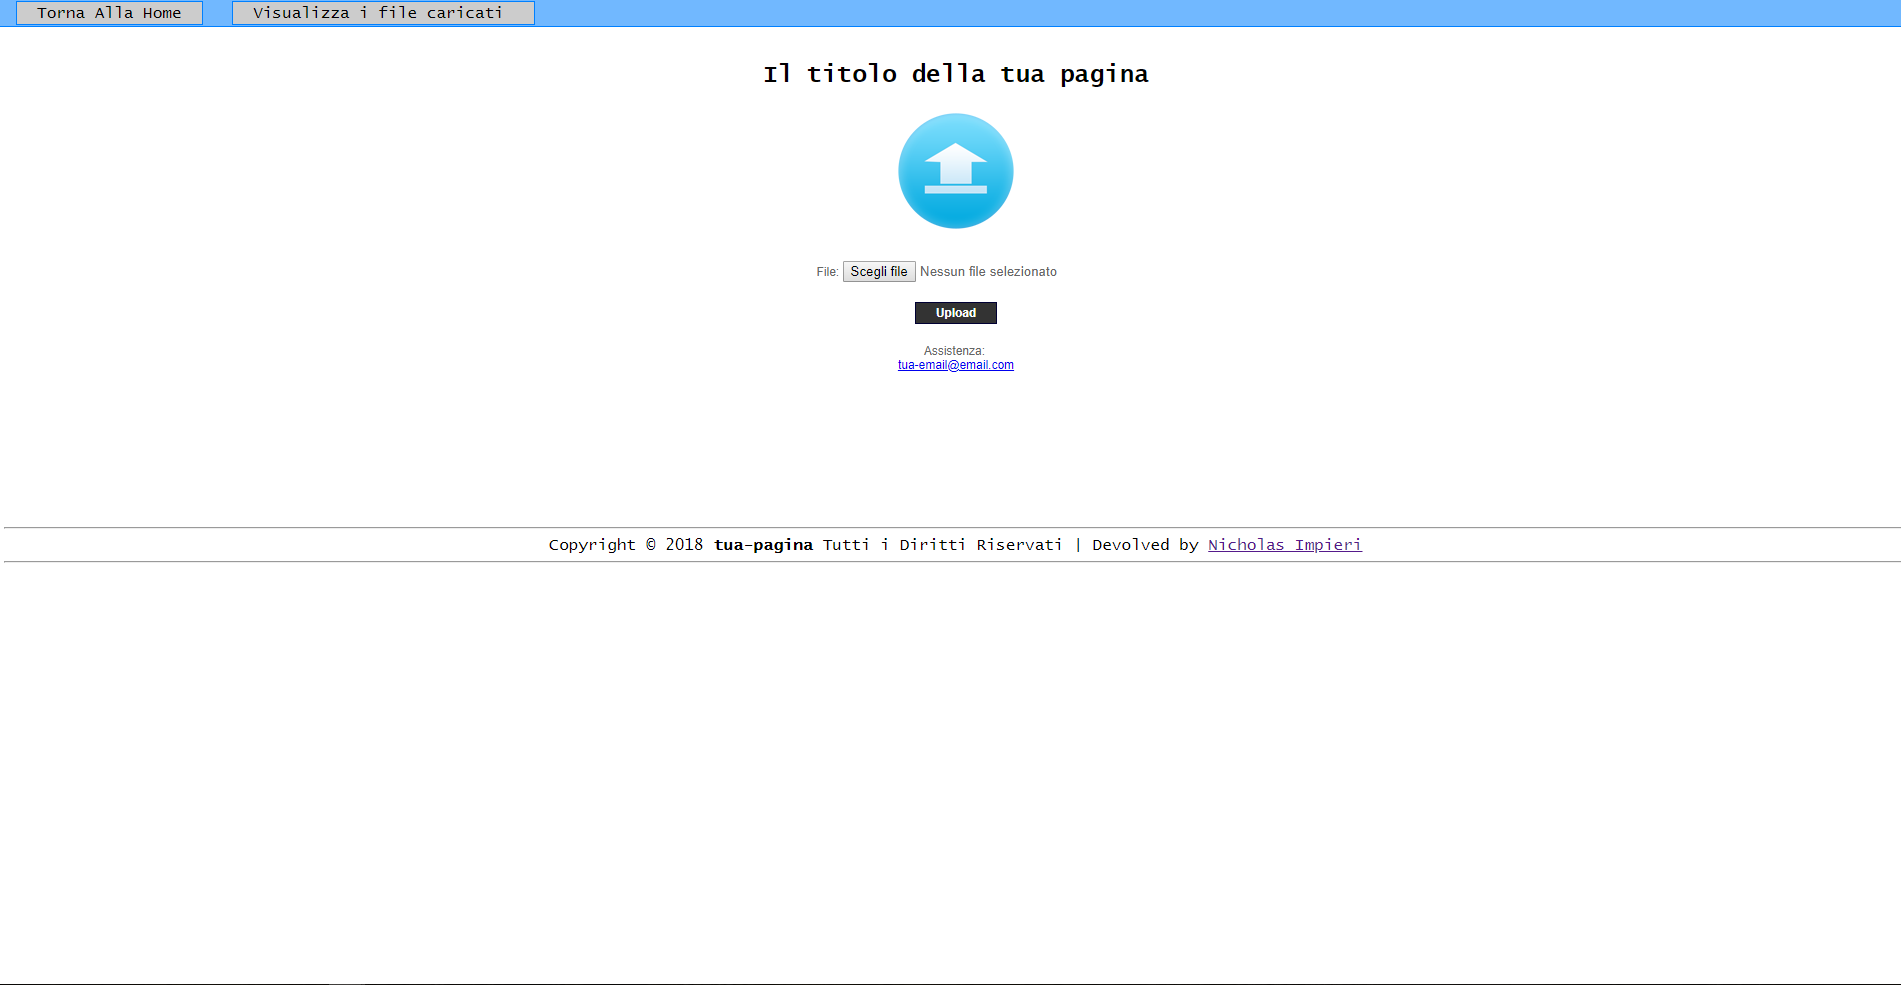 Torna Alla Home Visualizza i file caricati
Il titolo della tua pagina
File: Scegli file Nessun file selezionato
Upload
Assistenza:
tua-email@email.com
Copyright © 2018 tua-pagina Tutti i Diritti Riservati | Devolved by Nicholas Impieri